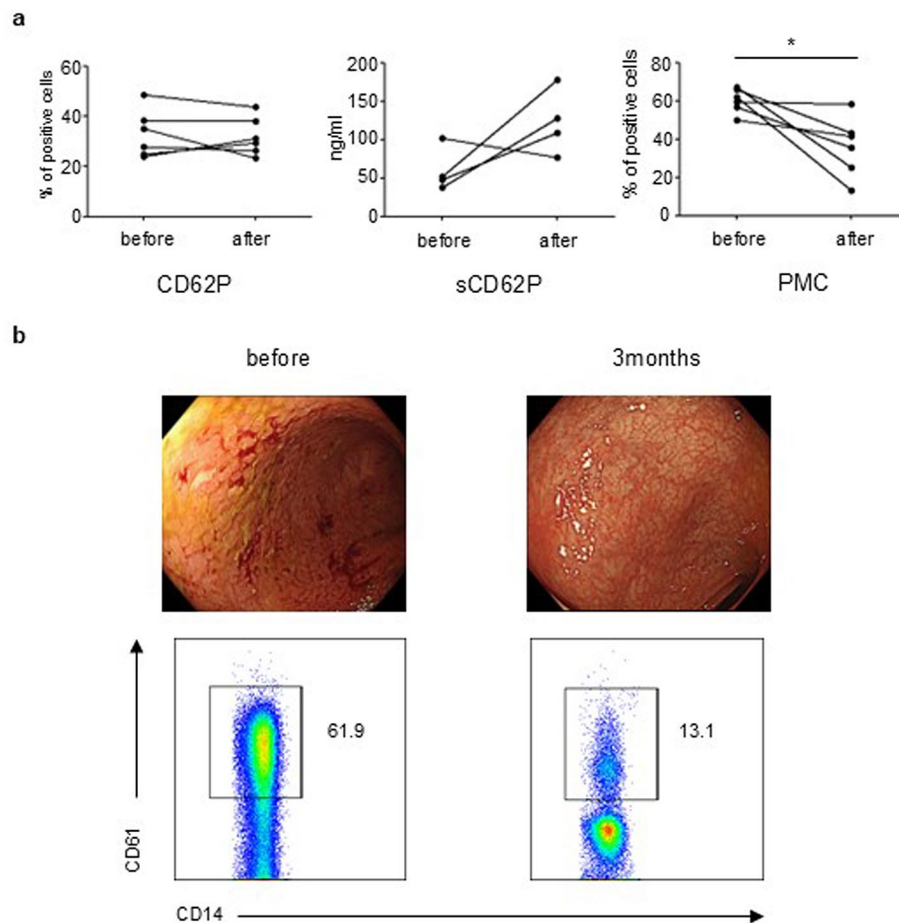 a
% of positive cells
60
40
20
0
before
after
CD62P
ng/ml
200
150
100
50
0
before
after
sCD62P
% of positive cells
80
60
40
20
0
*
before
after
PMC
b
before
3months
CD61
61.9
13.1
CD14